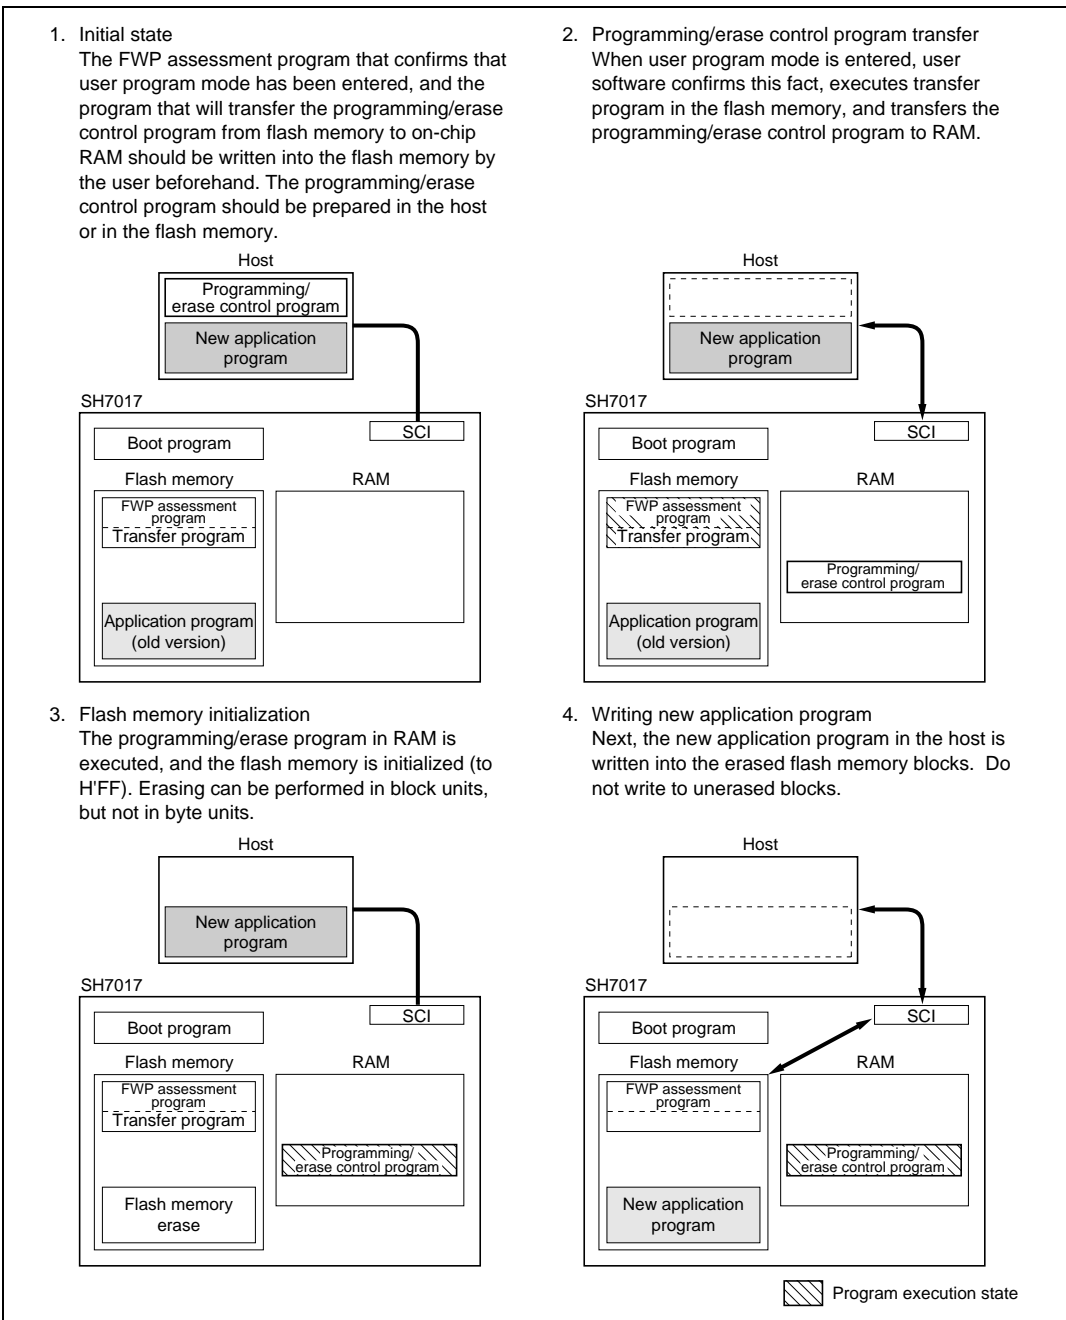 1. Initial state
The FWP assessment program that confirms that
user program mode has been entered, and the
program that will transfer the programming/erase
control program from flash memory to on-chip
RAM should be written into the flash memory by
the user beforehand. The programming/erase
control program should be prepared in the host
or in the flash memory.
Host
Programming/
erase control program
New application
program
SH7017
SCI
Boot program
Flash memory
RAM
FWP assessment
program
Transfer program
Application program
(old version)
2. Programming/erase control program transfer
When user program mode is entered, user
software confirms this fact, executes transfer
program in the flash memory, and transfers the
programming/erase control program to RAM.
Host
New application
program
SH7017
SCI
Boot program
Flash memory
RAM
FWP assessment
program
Transfer program
Programming/
erase control program
Application program
(old version)
3. Flash memory initialization
The programming/erase program in RAM is
executed, and the flash memory is initialized (to
H'FF). Erasing can be performed in block units,
but not in byte units.
Host
New application
program
SH7017
SCI
Boot program
Flash memory
RAM
FWP assessment
program
Transfer program
Programming/
erase control program
Flash memory
erase
4. Writing new application program
Next, the new application program in the host is
written into the erased flash memory blocks.  Do
not write to unerased blocks.
Host
SH7017
SCI
Boot program
Flash memory
RAM
FWP assessment
program
Programming/
erase control program
New application
program
Program execution state